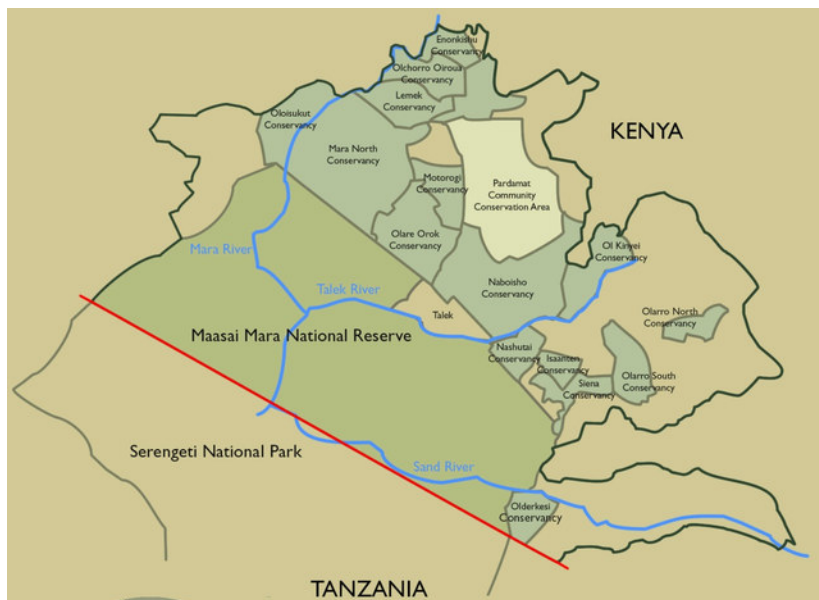 Enonkishu
Conservancy
Olchorro Oiroua
Conservancy
Lemek
Conservancy
Oloisukut
Conservancy
KENYA
Mara North
Conservancy
Motorogi
Conservancy
Pardamat
Community
Conservation Area
Olare Orok
Conservancy
Ol Kinyei
Conservancy
Mara River
Naboisho
Conservancy
Talek River
Talek
Olarro North
Conservancy
Maasai Mara National Reserve
Nashutai
Conservancy
Isaanten
Conservancy
Siena
Conservancy
Olarro South
Conservancy
Serengeti National Park
Sand River
Olderkesi
Conservancy
TANZANIA